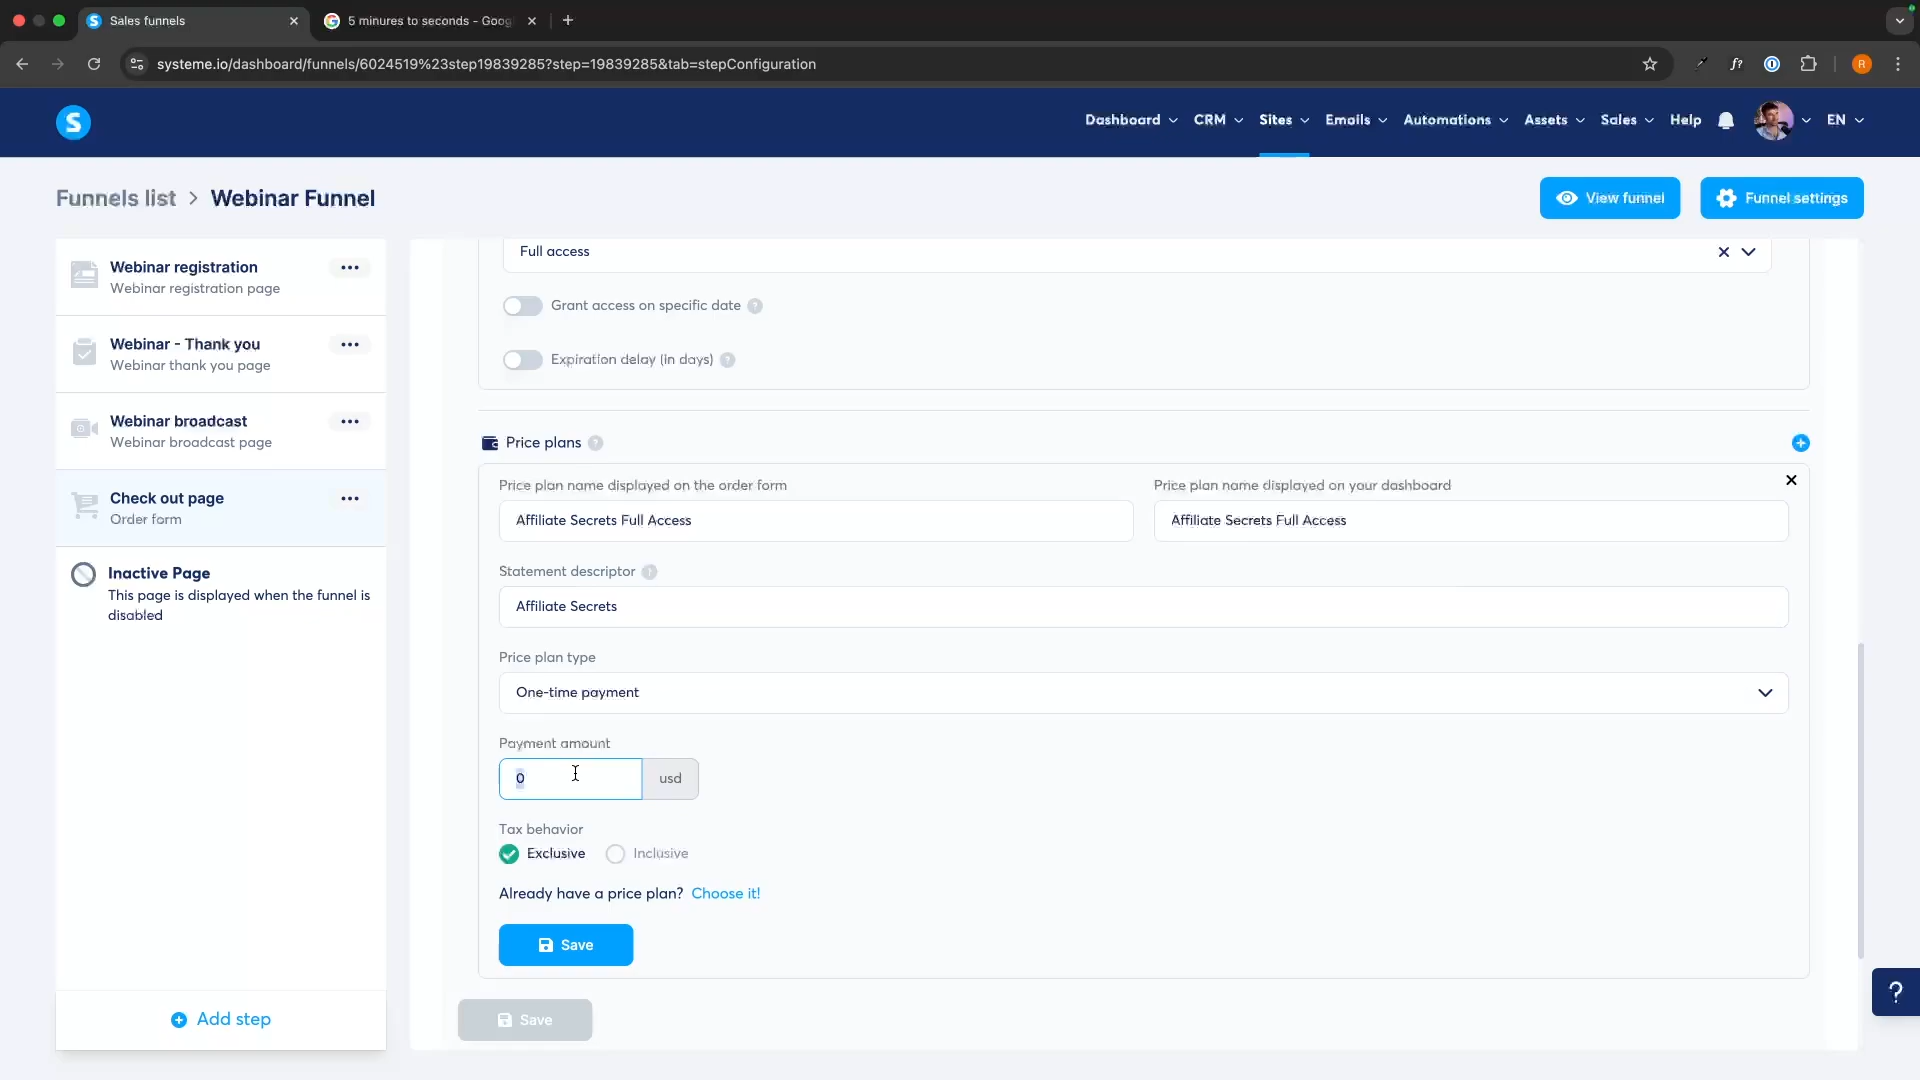 Sales funnels
5 minures to seconds - Goog
systeme.io/dashboard/funnels/6024519%23step19839285?step=19839285&tab=stepConfiguration
f?
R
S
Dashboard
CRM
Sites
Emails
Automations
Assets
Sales
Help
EN
Funnels list > Webinar Funnel
View funnel
Funnel settings
Webinar registration
Webinar registration page
Webinar - Thank you
Webinar thank you page
Webinar broadcast
Webinar broadcast page
Check out page
Order form
Inactive Page
This page is displayed when the funnel is
disabled
Add step
Full access
Grant access on specific date ?
Expiration delay (in days) ?
Price plans ?
Price plan name displayed on the order form
Price plan name displayed on your dashboard
Affiliate Secrets Full Access
Affiliate Secrets Full Access
Statement descriptor ?
Affiliate Secrets
Price plan type
One-time payment
Payment amount
0
usd
Tax behavior
Exclusive
Inclusive
Already have a price plan? Choose it!
Save
Save
?